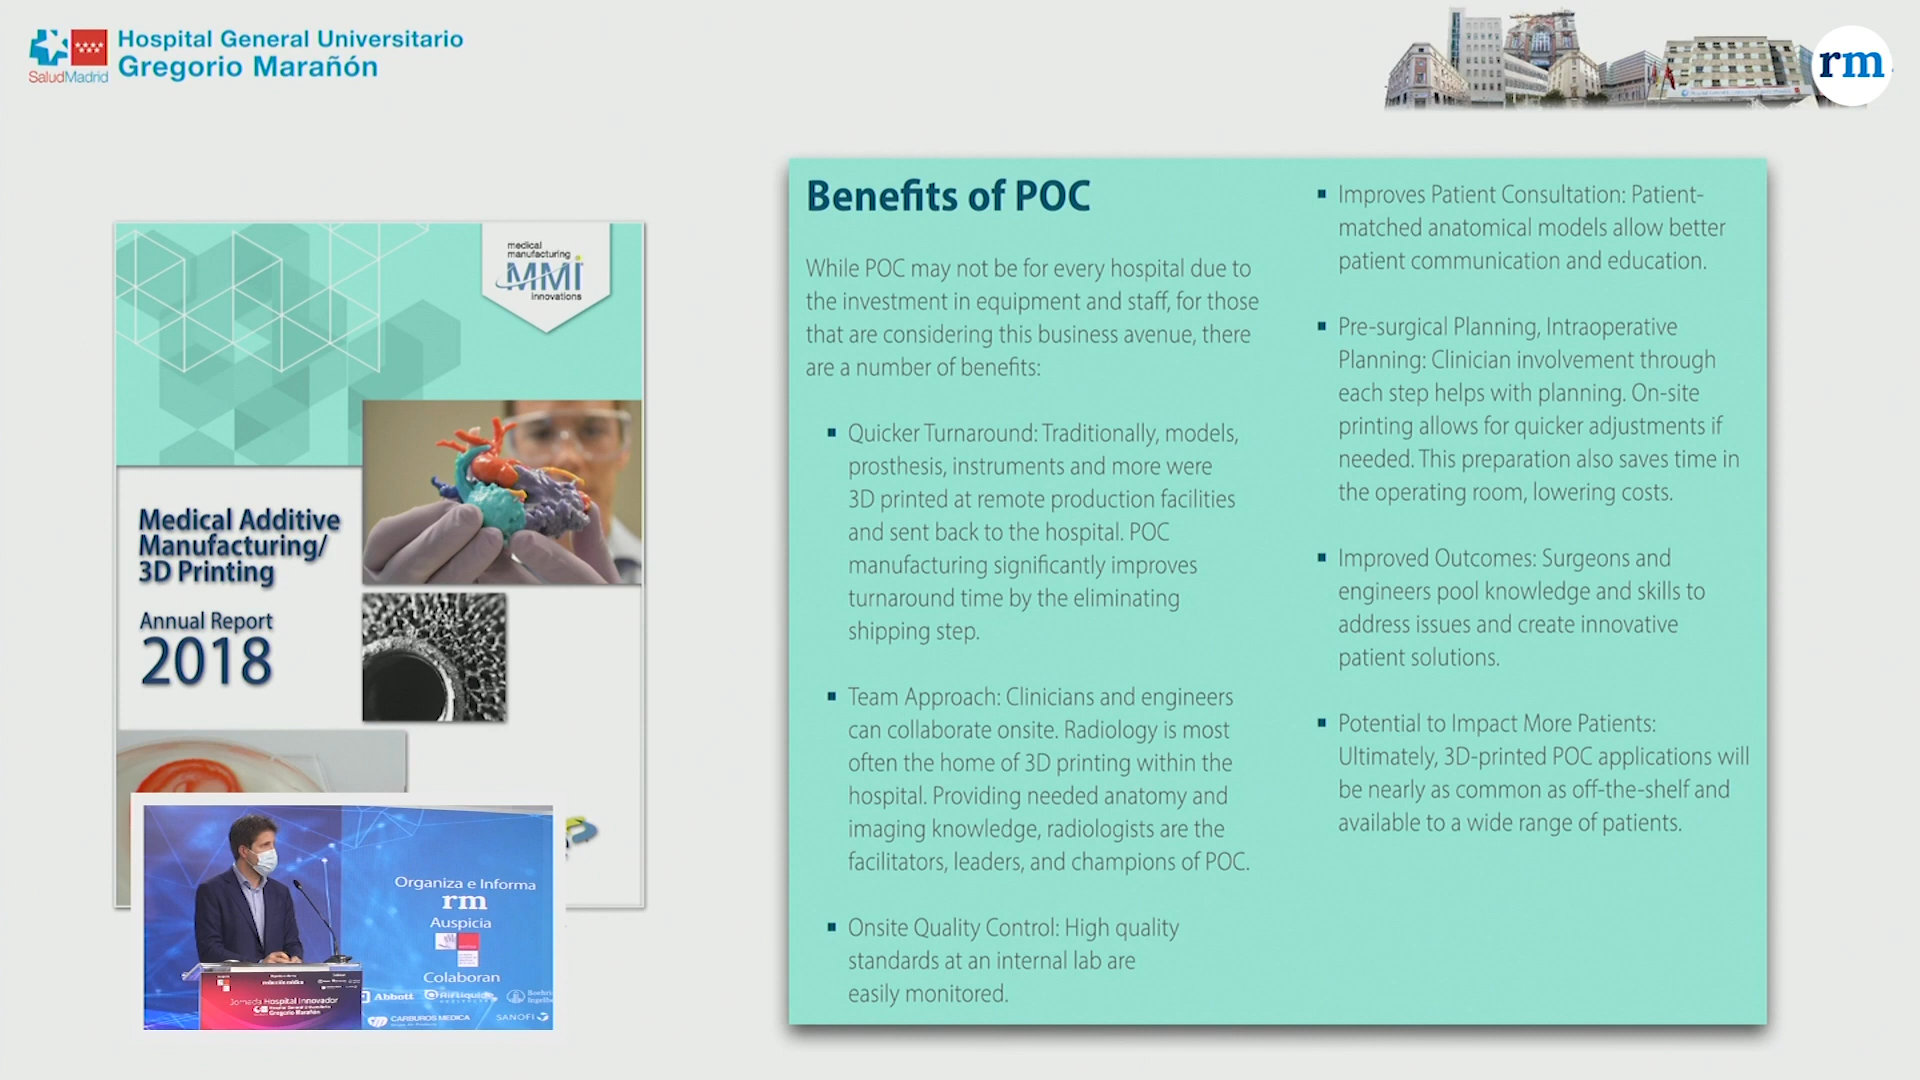 SaludMadrid
Hospital General Universitario
Gregorio Marañón
rm
medical
manufacturing
MMI
innovations
Medical Additive
Manufacturing/
3D Printing
Annual Report
2018
Benefits of POC
While POC may not be for every hospital due to
the investment in equipment and staff, for those
that are considering this business avenue, there
are a number of benefits:
▪ Quicker Turnaround: Traditionally, models,
prosthesis, instruments and more were
3D printed at remote production facilities
and sent back to the hospital. POC
manufacturing significantly improves
turnaround time by the eliminating
shipping step.
▪ Team Approach: Clinicians and engineers
can collaborate onsite. Radiology is most
often the home of 3D printing within the
hospital. Providing needed anatomy and
imaging knowledge, radiologists are the
facilitators, leaders, and champions of POC.
▪ Onsite Quality Control: High quality
standards at an internal lab are
easily monitored.
▪ Improves Patient Consultation: Patient-
matched anatomical models allow better
patient communication and education.
▪ Pre-surgical Planning, Intraoperative
Planning: Clinician involvement through
each step helps with planning. On-site
printing allows for quicker adjustments if
needed. This preparation also saves time in
the operating room, lowering costs.
▪ Improved Outcomes: Surgeons and
engineers pool knowledge and skills to
address issues and create innovative
patient solutions.
▪ Potential to Impact More Patients:
Ultimately, 3D-printed POC applications will
be nearly as common as off-the-shelf and
available to a wide range of patients.
Organiza e Informa
rm
Auspicia
Colaboran
Abbott
CARBUROS MEDICA
SANOFI
Jornada Hospital Innovador
Gregorio Marañón